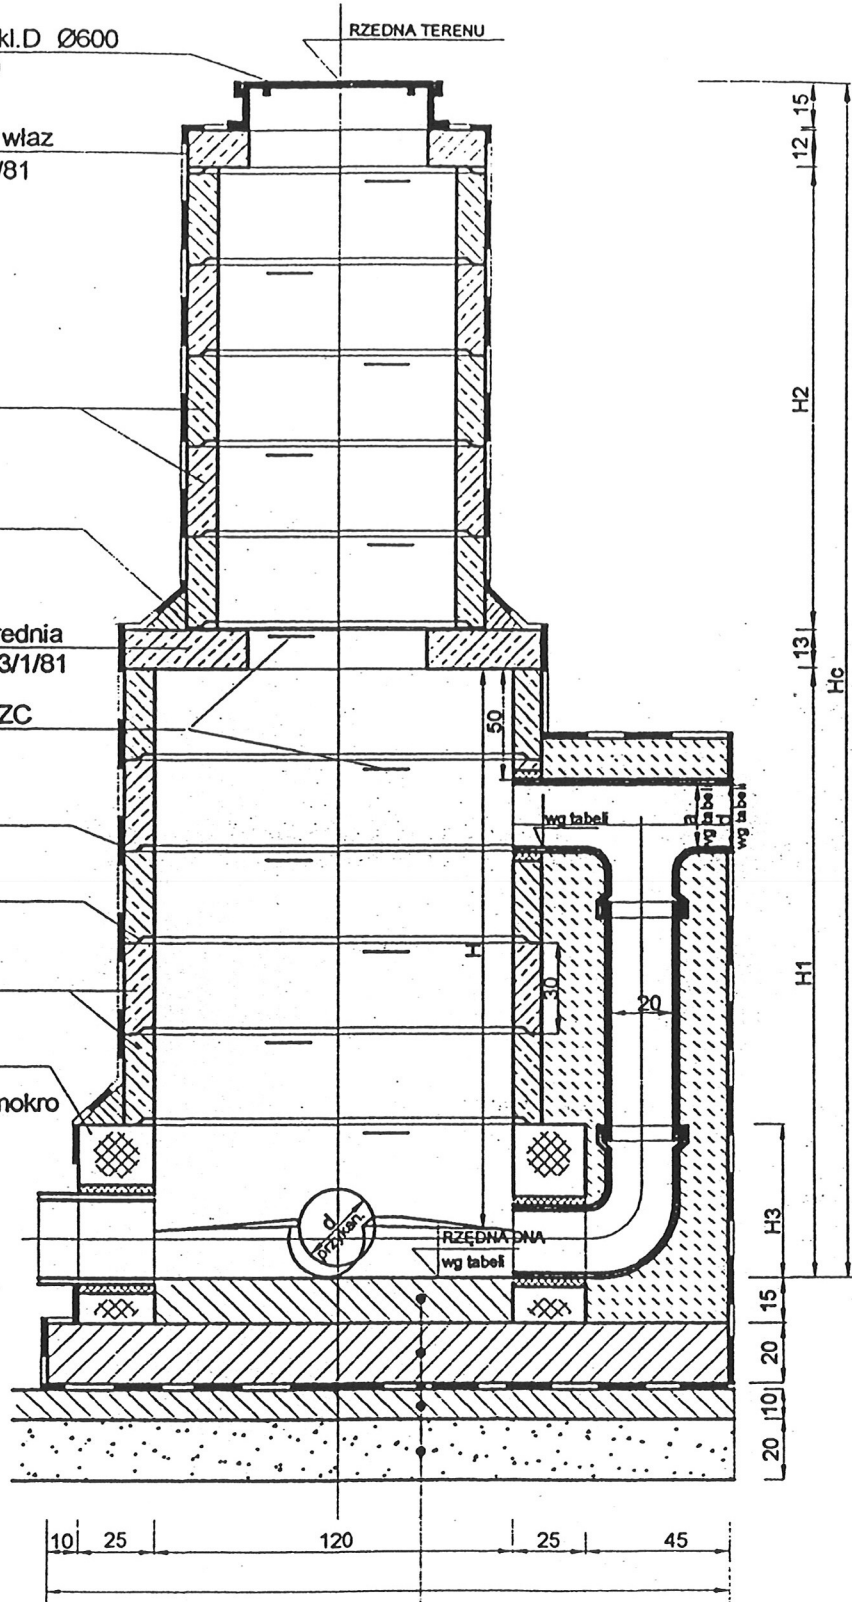 kl.D Ø600
RZEDNA TERENU
właz
/81
15
12
H2
Hc
rednia
3/1/81
13
ZC
50
wg tabeli
a
wg tabeli
wg tabeli
H
30
20
H1
nokro
d
przykan.
RZĘDNA DNA
wg tabeli
H3
15
20
10
20
10 25 120 25 45